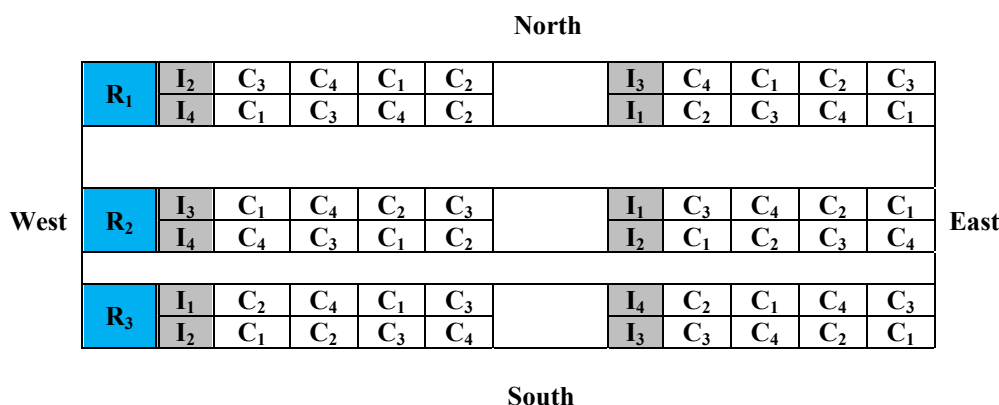 North
R₁ I₂ C₃ C₄ C₁ C₂ I₃ C₄ C₁ C₂ C₃
I₄ C₁ C₃ C₄ C₂ I₁ C₂ C₃ C₄ C₁
West R₂ I₃ C₁ C₄ C₂ C₃ I₁ C₃ C₄ C₂ C₁ East
I₄ C₄ C₃ C₁ C₂ I₂ C₁ C₂ C₃ C₄
R₃ I₁ C₂ C₄ C₁ C₃ I₄ C₂ C₁ C₄ C₃
I₂ C₁ C₂ C₃ C₄ I₃ C₃ C₄ C₂ C₁
South